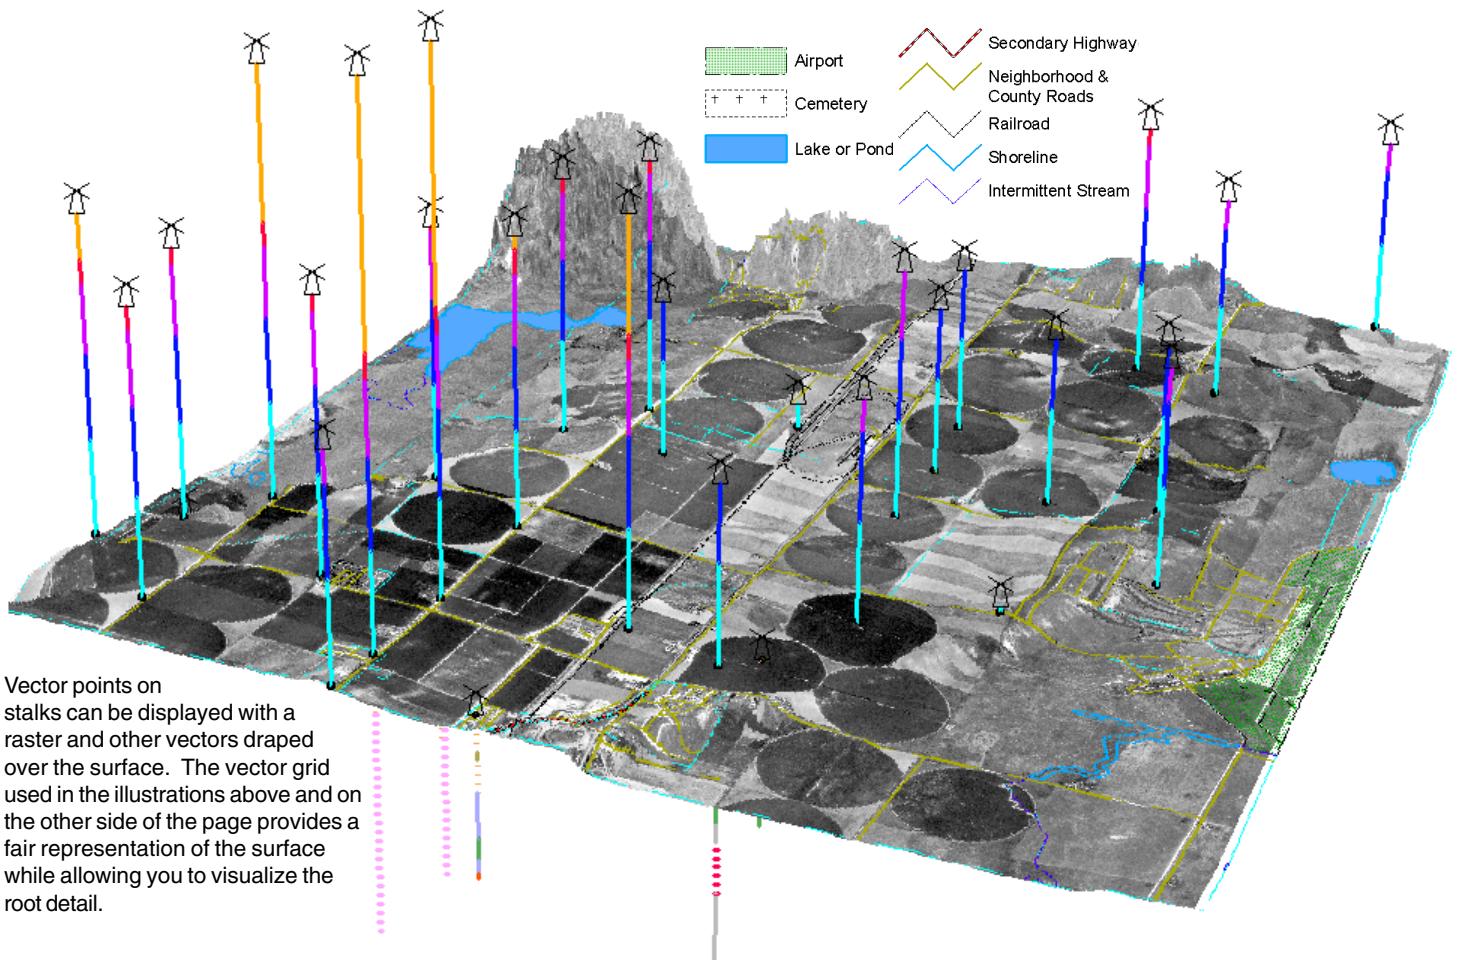 Airport
Cemetery
Lake or Pond
Secondary Highway
Neighborhood &
County Roads
Railroad
Shoreline
Intermittent Stream
Vector points on
stalks can be displayed with a
raster and other vectors draped
over the surface.  The vector grid
used in the illustrations above and on
the other side of the page provides a
fair representation of the surface
while allowing you to visualize the
root detail.